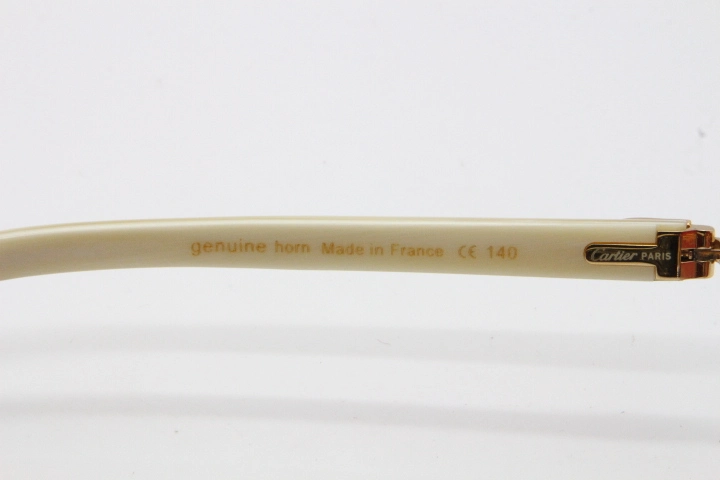 genuine horn Made in France CE 140
Cartier PARIS